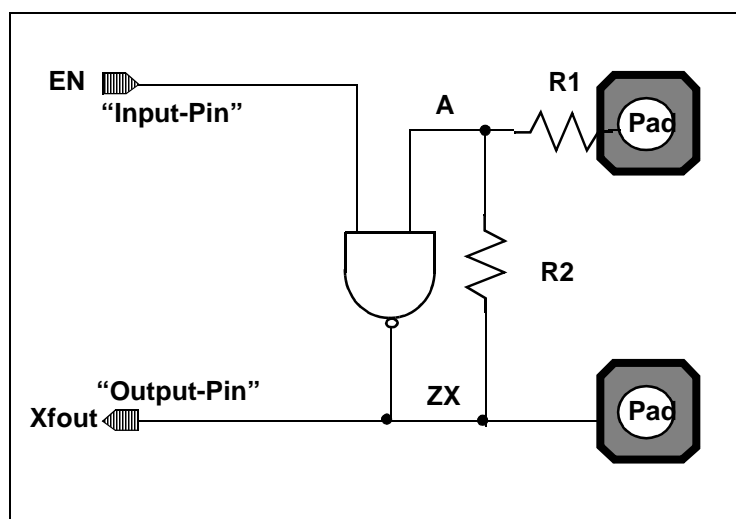 EN
“Input-Pin”
A
R1
Pad
R2
“Output-Pin”
ZX
Xfout
Pad